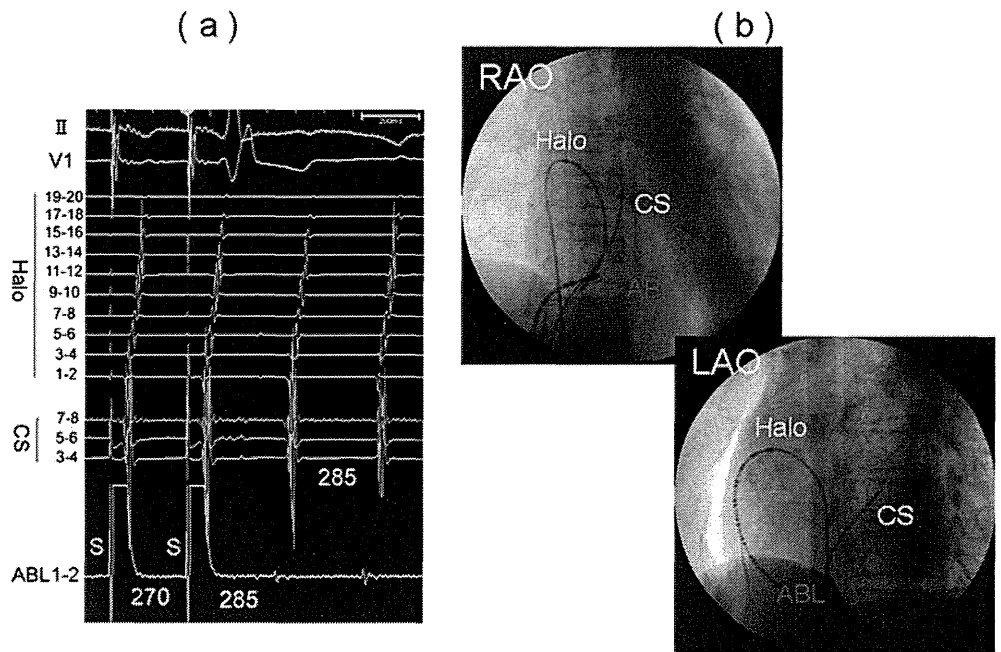 ( a )
II
V1
200ms
Halo
19-20
17-18
15-16
13-14
11-12
9-10
7-8
5-6
3-4
1-2
CS
7-8
5-6
3-4
285
S
S
ABL1-2
270
285
( b )
RAO
Halo
CS
LAO
Halo
CS
ABL